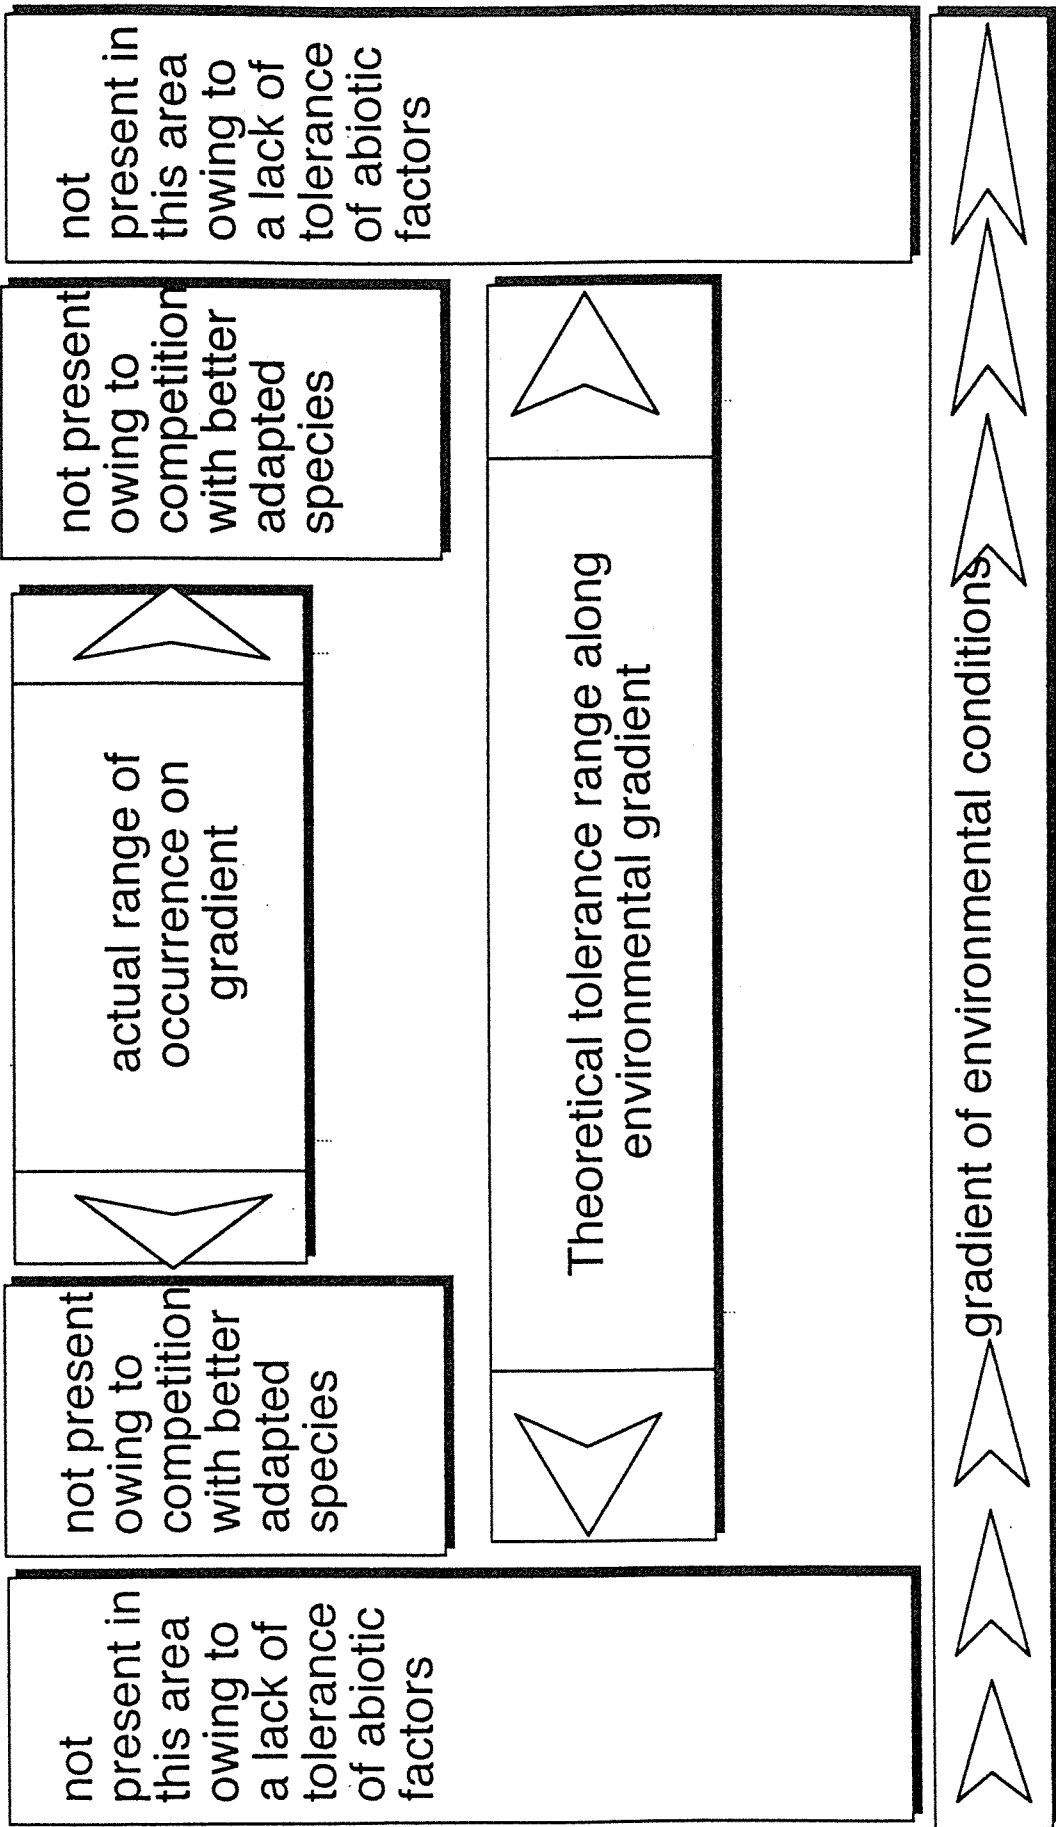 not
present in
this area
owing to
a lack of
tolerance
of abiotic
factors
not present
owing to
competition
with better
adapted
species
actual range of
occurrence on
gradient
not present
owing to
competition
with better
adapted
species
not
present in
this area
owing to
a lack of
tolerance
of abiotic
factors
Theoretical tolerance range along
environmental gradient
gradient of environmental conditions